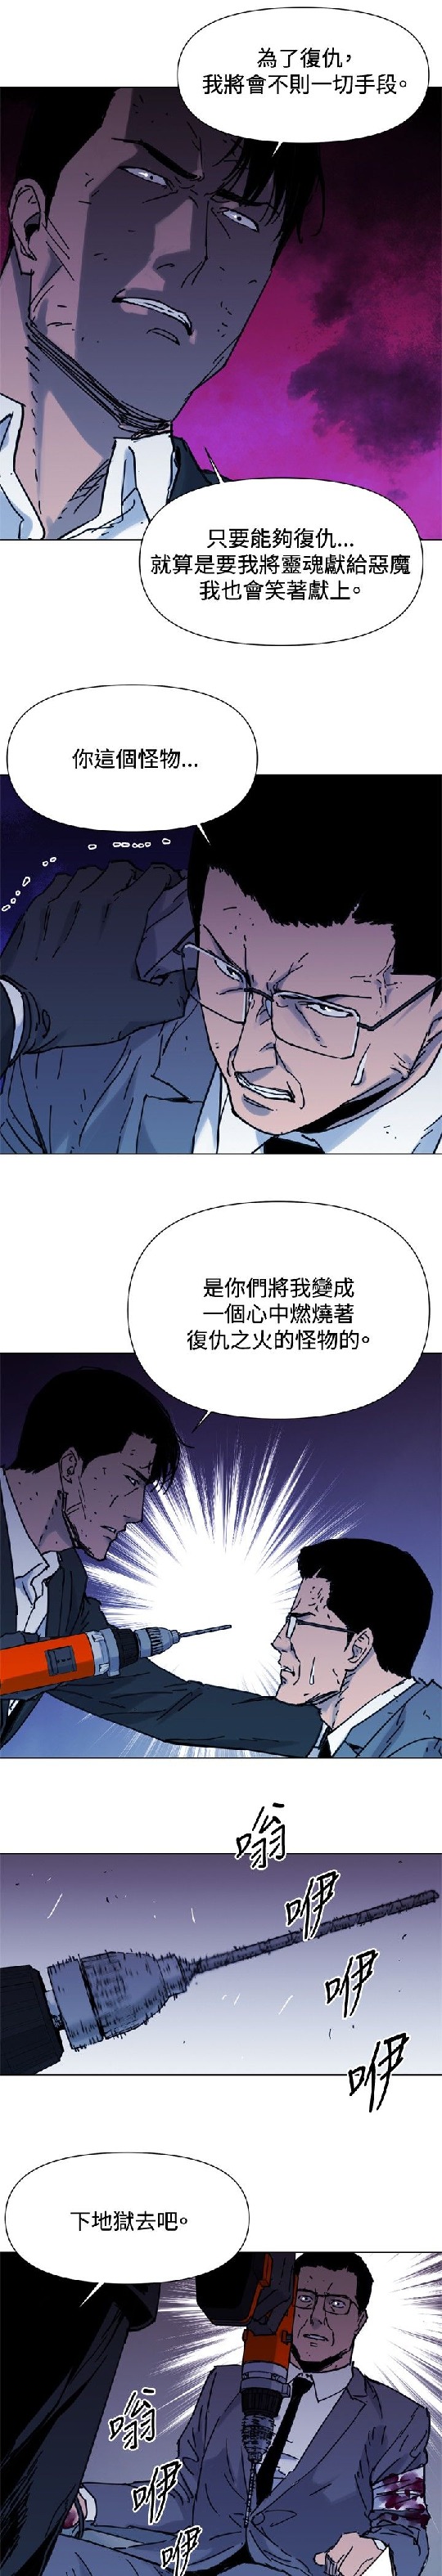 為了復仇，
我將會不則一切手段。
只要能夠復仇...
就算是要我將靈魂獻給惡魔
我也會笑著獻上。
你這個怪物...
是你們將我變成
一個心中燃燒著
復仇之火的怪物的。
嗡
咿
咿
咿
下地獄去吧。
嗡
咿
咿